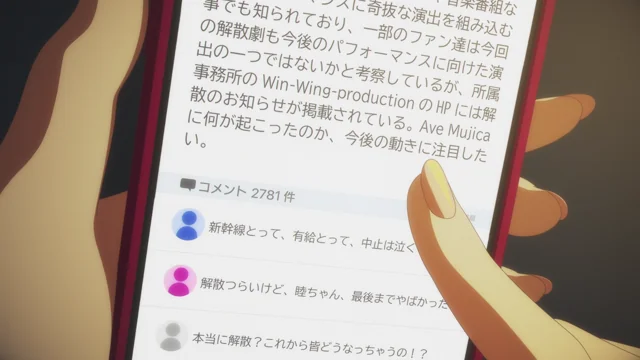 マンスに奇抜な演出を組み込む
事でも知られており、一部のファン達は今回
の解散劇も今後のパフォーマンスに向けた演
出の一つではないかと考察しているが、所属
事務所の Win-Wing-production の HP には解
散のお知らせが掲載されている。Ave Mujica
に何が起こったのか、今後の動きに注目した
い。
コメント 2781 件
新幹線とって、有給とって、中止は泣く
解散つらいけど、睦ちゃん、最後までやばかった
本当に解散？これから皆どうなっちゃうの！？